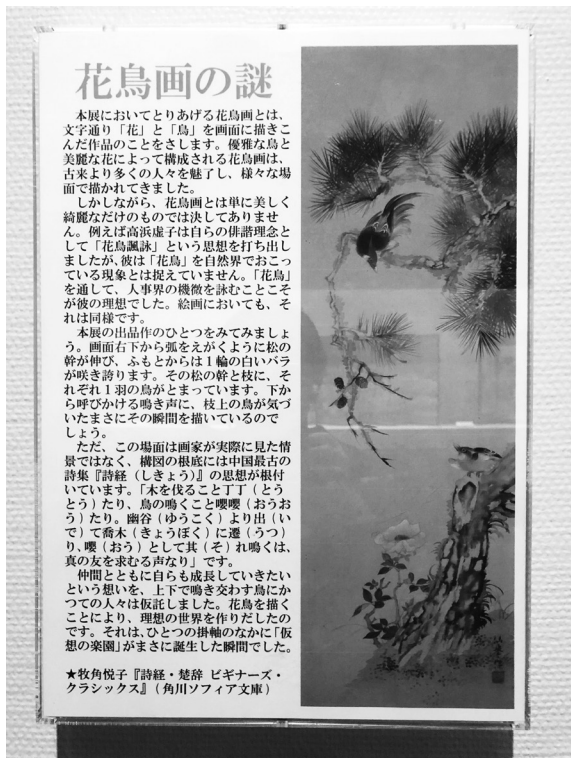 花鳥画の謎
本展においてとりあげる花鳥画とは、
文字通り「花」と「鳥」を画面に描きこ
んだ作品のことをさします。優雅な鳥と
美麗な花によって構成される花鳥画は、
古来より多くの人々を魅了し、様々な場
面で描かれてきました。
しかしながら、花鳥画とは単に美しく
綺麗なだけのものでは決してありませ
ん。例えば高浜虚子は自らの俳諧理念と
して「花鳥諷詠」という思想を打ち出し
ましたが、彼は「花鳥」を自然界でおこっ
ている現象とは捉えていません。「花鳥」
を通して、人事界の機微を詠むことこそ
が彼の理想でした。絵画においても、そ
れは同様です。
本展の出品作のひとつをみてみましょ
う。画面右下から弧をえがくように松の
幹が伸び、ふもとからは1輪の白いバラ
が咲き誇ります。その松の幹と枝に、そ
れぞれ1羽の鳥がとまっています。下か
ら呼びかける鳴き声に、枝上の鳥が気づ
いたまさにその瞬間を描いているので
しょう。
ただ、この場面は画家が実際に見た情
景ではなく、構図の根底には中国最古の
詩集『詩経（しきょう）』の思想が根付
いています。「木を伐ること丁丁（とう
とう）たり、鳥の鳴くこと嚶嚶（おうお
う）たり。幽谷（ゆうこく）より出（い
で）て喬木（きょうぼく）に遷（うつ）
り、嚶（おう）として其（そ）れ鳴くは、
真の友を求むる声なり」です。
仲間とともに自らも成長していきたい
という想いを、上下で鳴き交わす鳥にか
つての人々は仮託しました。花鳥を描く
ことにより、理想の世界を作りだしたの
です。それは、ひとつの掛軸のなかに「仮
想の楽園」がまさに誕生した瞬間でした。
★牧角悦子『詩経・楚辞 ビギナーズ・
クラシックス』（角川ソフィア文庫）